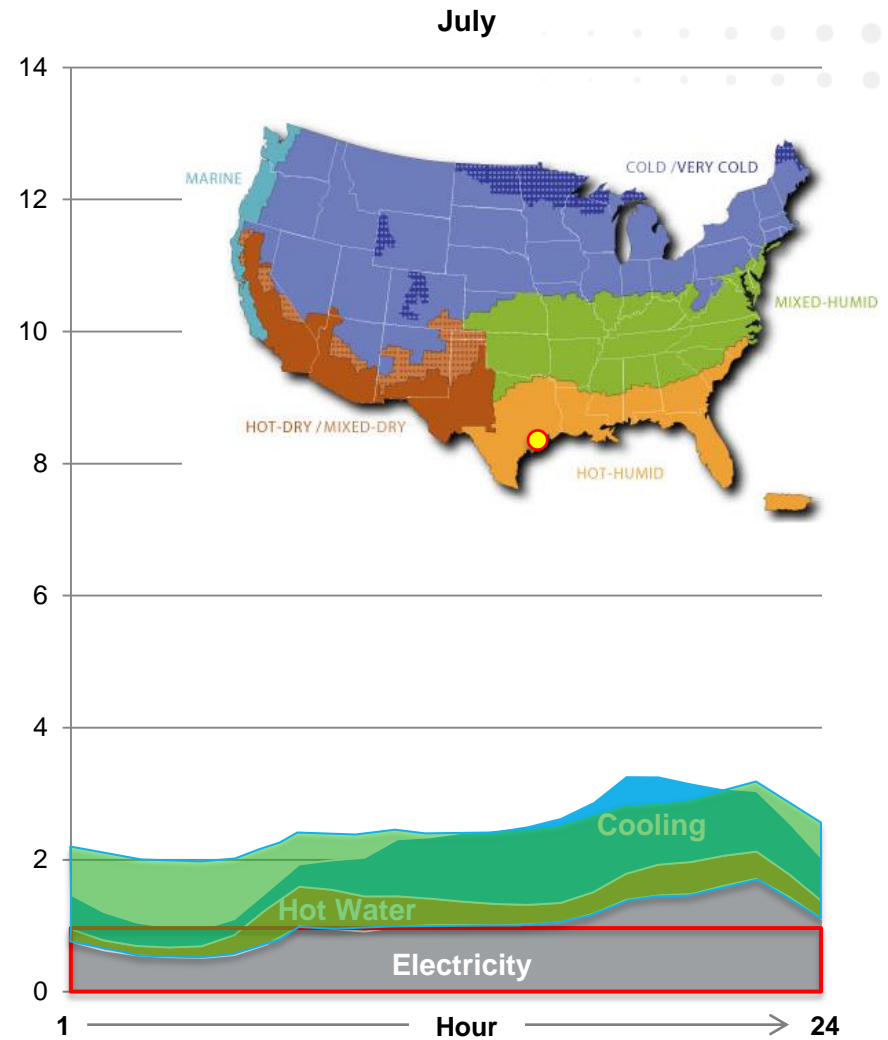 July
14
12
10
8
6
4
2
0
MARINE
COLD /VERY COLD
MIXED-HUMID
HOT-DRY / MIXED-DRY
HOT-HUMID
Cooling
Hot Water
Electricity
1 Hour 24